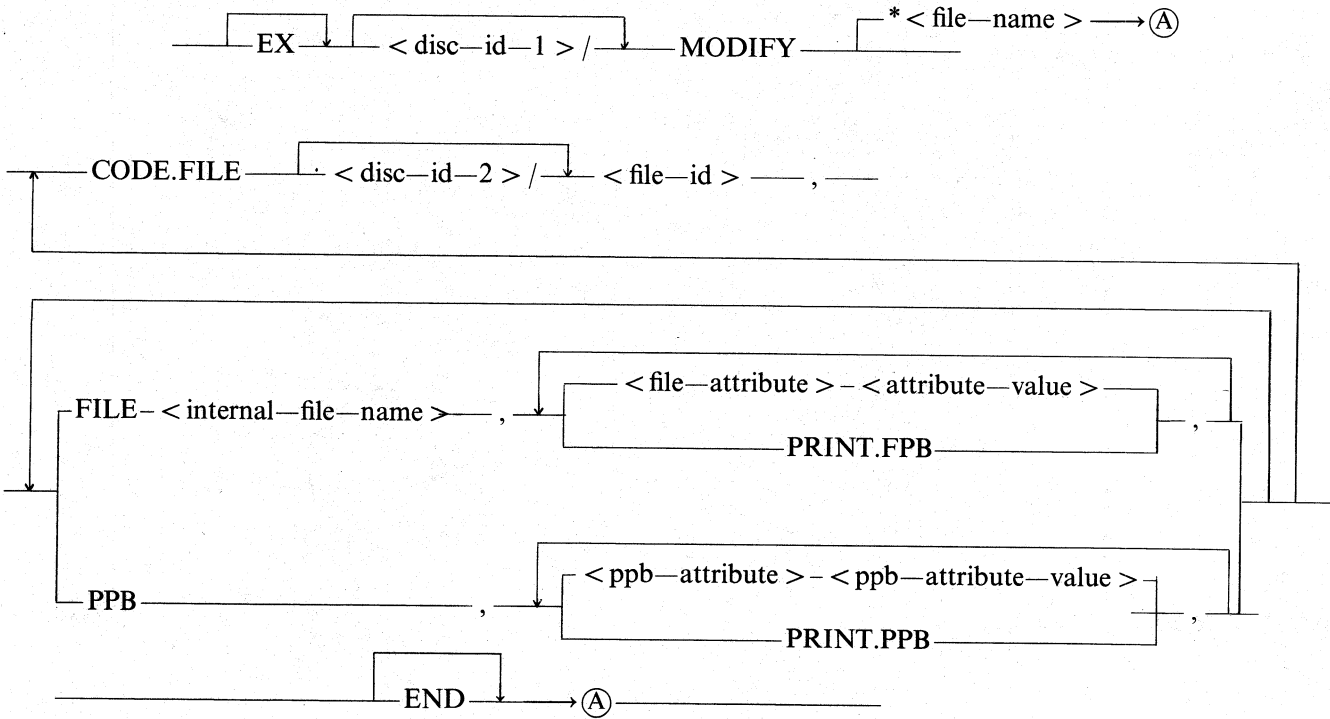 * < file—name > Ⓐ
EX < disc—id—1 > / MODIFY
CODE.FILE < disc—id—2 > / < file—id > ,
< file—attribute > – < attribute—value >
FILE – < internal—file—name > , ,
PRINT.FPB
< ppb—attribute > – < ppb—attribute—value >
PPB , ,
PRINT.PPB
END Ⓐ